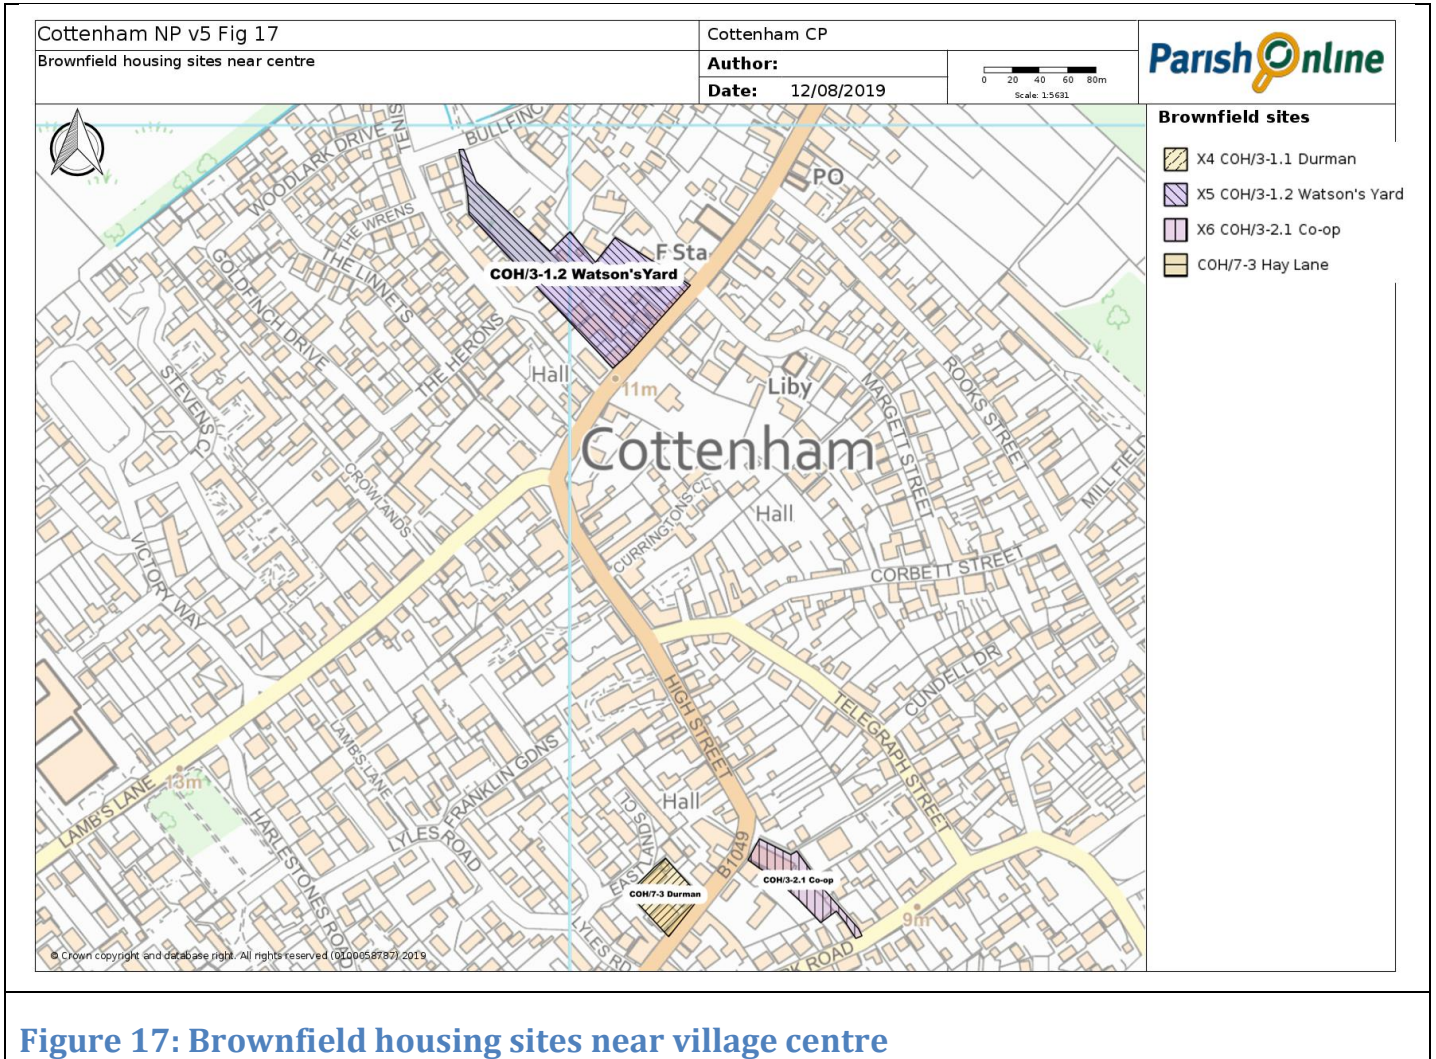 Cottenham NP v5 Fig 17
Brownfield housing sites near centre
Cottenham CP
Author:
Date: 12/08/2019
0 20 40 60 80m
Scale: 1:5631
Parish Online
Brownfield sites
X4 COH/3-1.1 Durman
X5 COH/3-1.2 Watson's Yard
X6 COH/3-2.1 Co-op
COH/7-3 Hay Lane
BULLFINC
ENIS
WOODLARK DRIVE
PO
THE WRENS
F Sta
GOLDFINCH DRIVE
THE LINNETS
COH/3-1.2 Watson'sYard
THE HERONS
STEVENS C
Hall
11m
Liby
MARGETT STREET
ROOKS STREET
Cottenham
CROWLANDS
MILLFIELD
CURRINGTONS CL
Hall
VICTORY WAY
CORBETT STREET
CUNDELL DR
HIGH STREET
TELEGRAPH STREET
LAMBS LANE
FRANKLIN GDNS
13m
LAMB'S LANE
Hall
HARLESTONES ROAD
LYLES ROAD
EASTLANDS CL
B1049
COH/7-3 Durman
COH/3-2.1 Co-op
9m
LYLES RD
RK ROAD
© Crown copyright and database right. All rights reserved (0100058787) 2019
Figure 17: Brownfield housing sites near village centre